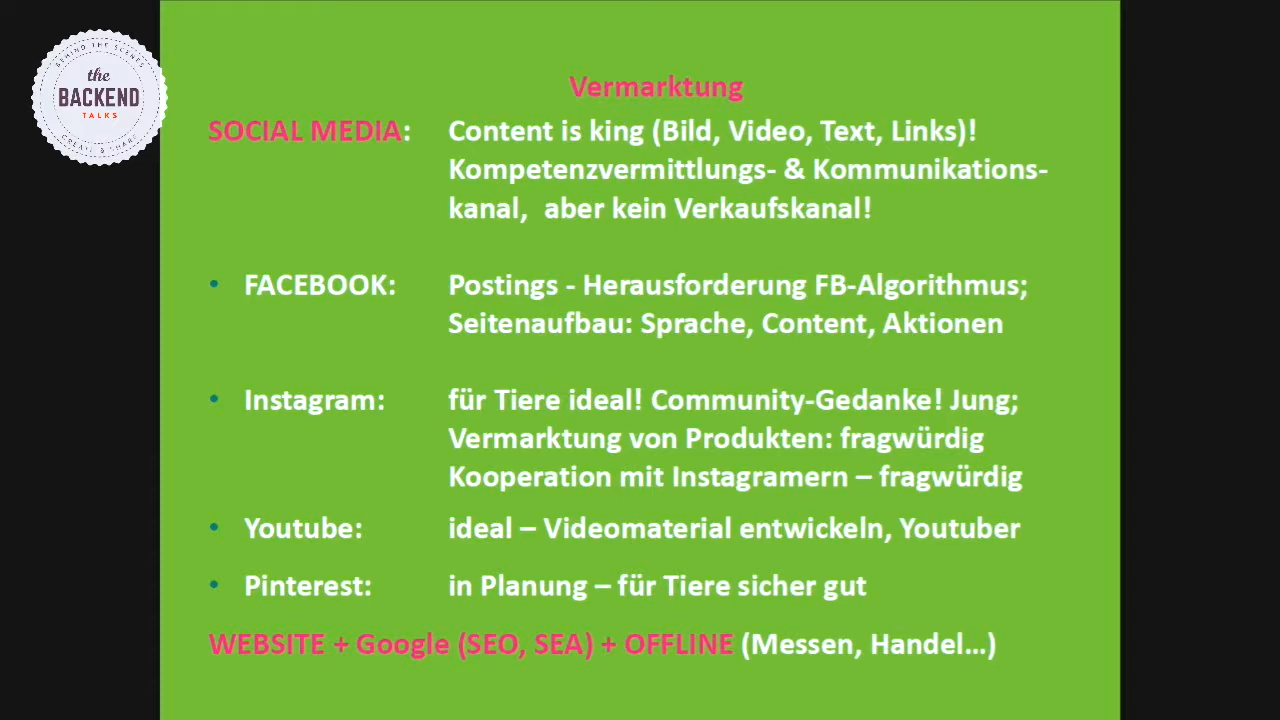 BEHIND THE SCENES
the
BACKEND
TALKS
Vermarktung
SOCIAL MEDIA: Content is king (Bild, Video, Text, Links)!
Kompetenzvermittlungs- & Kommunikations-
kanal, aber kein Verkaufskanal!
• FACEBOOK: Postings - Herausforderung FB-Algorithmus;
Seitenaufbau: Sprache, Content, Aktionen
• Instagram: für Tiere ideal! Community-Gedanke! Jung;
Vermarktung von Produkten: fragwürdig
Kooperation mit Instagramern – fragwürdig
• Youtube: ideal – Videomaterial entwickeln, Youtuber
• Pinterest: in Planung – für Tiere sicher gut
WEBSITE + Google (SEO, SEA) + OFFLINE (Messen, Handel...)